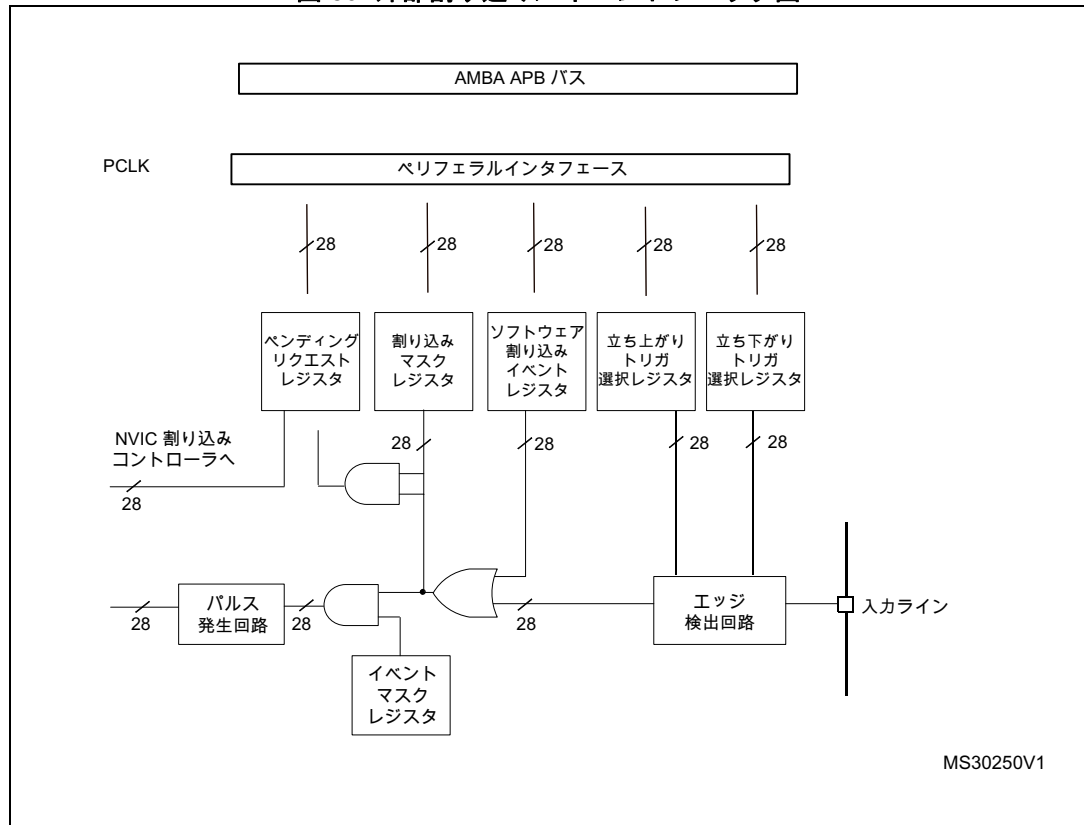 AMBA APB バス
PCLK
ペリフェラルインタフェース
28
28
28
28
28
ペンディング
リクエスト
レジスタ
割り込み
マスク
レジスタ
ソフトウェア
割り込み
イベント
レジスタ
立ち上がり
トリガ
選択レジスタ
立ち下がり
トリガ
選択レジスタ
NVIC 割り込み
コントローラへ
28
28
28
28
28
パルス
発生回路
エッジ
検出回路
入力ライン
28
28
28
イベント
マスク
レジスタ
MS30250V1